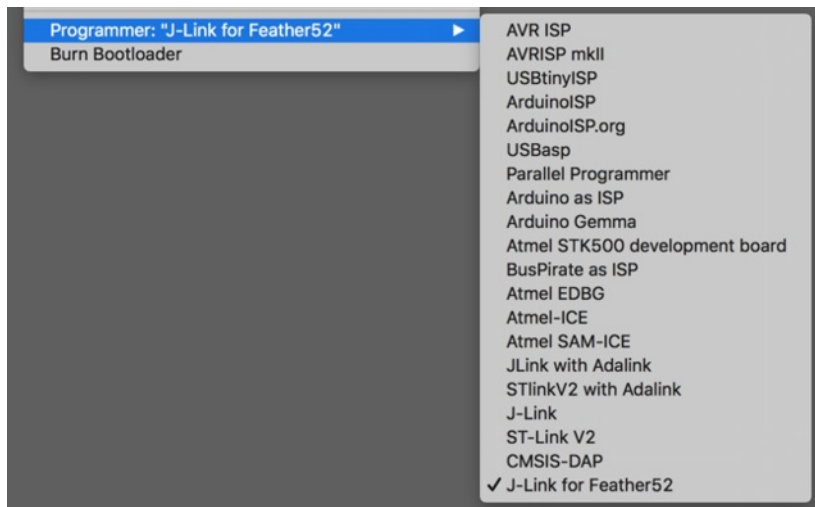 Programmer: "J-Link for Feather52"
Burn Bootloader
AVR ISP
AVRISP mkII
USBtinyISP
ArduinoISP
ArduinoISP.org
USBasp
Parallel Programmer
Arduino as ISP
Arduino Gemma
Atmel STK500 development board
BusPirate as ISP
Atmel EDBG
Atmel-ICE
Atmel SAM-ICE
JLink with Adalink
STlinkV2 with Adalink
J-Link
ST-Link V2
CMSIS-DAP
✓ J-Link for Feather52